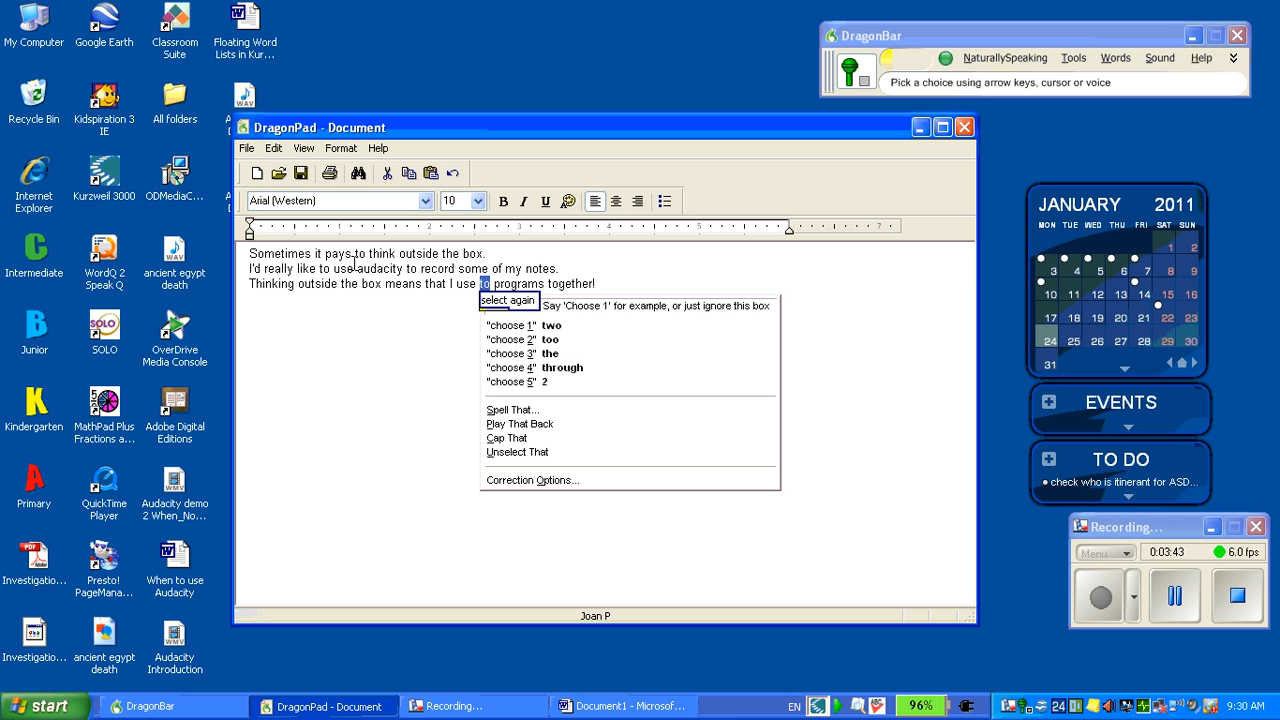 My Computer
Google Earth
Classroom
Suite
Floating Word
Lists in Kur...
Recycle Bin
Kidspiration 3
IE
All folders
WAV
Internet
Explorer
Kurzweil 3000
ODMediaC...
Intermediate
WordQ 2
Speak Q
ancient egypt
death
Junior
SOLO
OverDrive
Media Console
Kindergarten
MathPad Plus
Fractions a...
Adobe Digital
Editions
Primary
QuickTime
Player
Audacity demo
2 When_No...
Investigatio...
Presto!
PageMana...
When to use
Audacity
Investigatio...
ancient egypt
death
Audacity
Introduction
DragonBar
NaturallySpeaking Tools Words Sound Help
Pick a choice using arrow keys, cursor or voice
DragonPad - Document
File Edit View Format Help
Arial (Western) 10 B I U
1 2 3 4 5 7
Sometimes it pays to think outside the box.
I'd really like to use audacity to record some of my notes.
Thinking outside the box means that I use to programs together!
select again
Say 'Choose 1' for example, or just ignore this box
"choose 1" two
"choose 2" too
"choose 3" the
"choose 4" through
"choose 5" 2
Spell That...
Play That Back
Cap That
Unselect That
Correction Options...
Joan P
JANUARY 2011
MON TUE WED THU FRI SAT SUN
1 2
3 4 5 6 7 8 9
10 11 12 13 14 15 16
17 18 19 20 21 22 23
24 25 26 27 28 29 30
31
EVENTS
TO DO
check who is itinerant for ASD...
Recording...
Menu 0:03:43 6.0 fps
start
DragonBar
DragonPad - Document
Recording...
Document1 - Microsof...
EN
96%
24
9:30 AM